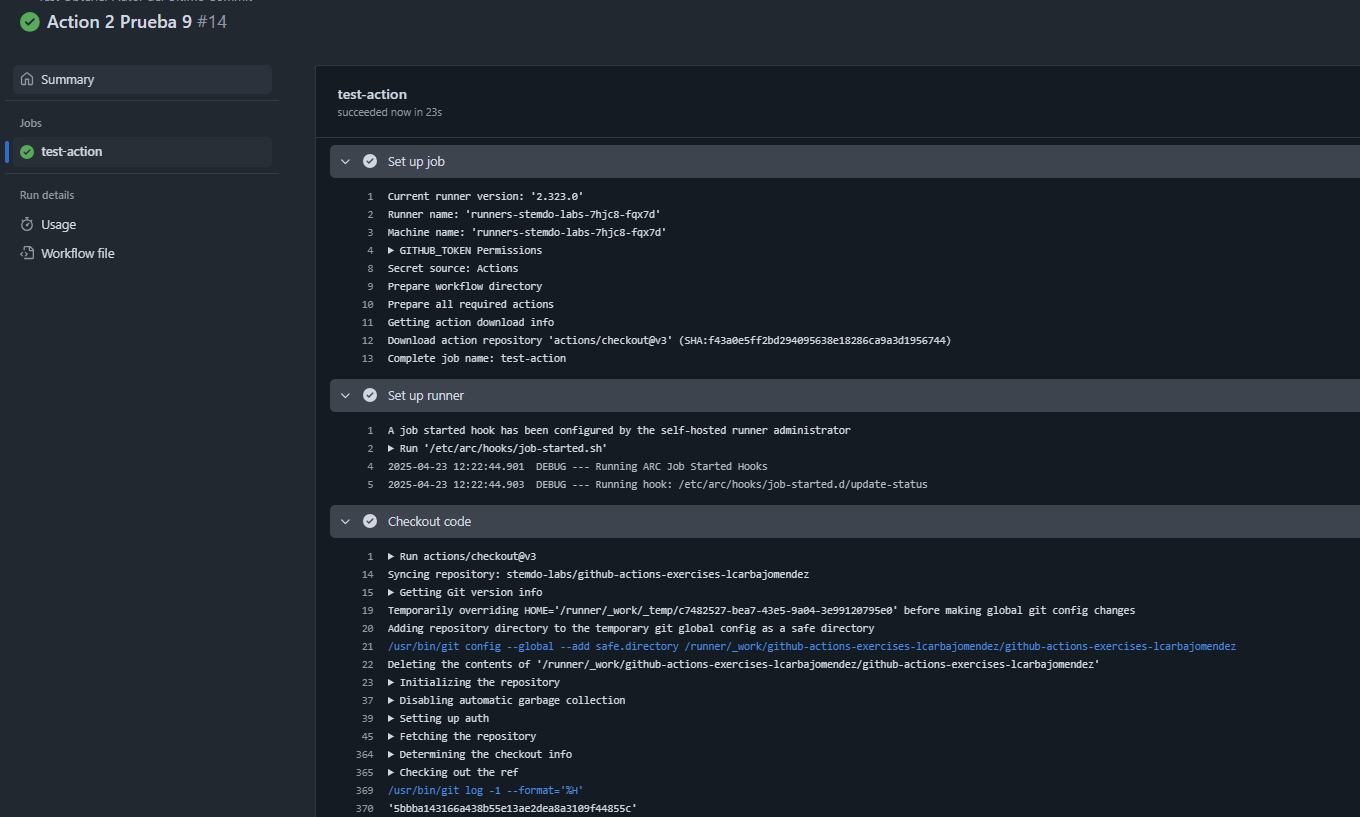 Action 2 Prueba 9 #14
Summary
Jobs
test-action
Run details
Usage
Workflow file
test-action
succeeded now in 23s
Set up job
1 Current runner version: '2.323.0'
2 Runner name: 'runners-stemdo-labs-7hjc8-fqx7d'
3 Machine name: 'runners-stemdo-labs-7hjc8-fqx7d'
4 ▶ GITHUB_TOKEN Permissions
8 Secret source: Actions
9 Prepare workflow directory
10 Prepare all required actions
11 Getting action download info
12 Download action repository 'actions/checkout@v3' (SHA:f43a0e5ff2bd294095638e18286ca9a3d1956744)
13 Complete job name: test-action
Set up runner
1 A job started hook has been configured by the self-hosted runner administrator
2 ▶ Run '/etc/arc/hooks/job-started.sh'
4 2025-04-23 12:22:44.901  DEBUG --- Running ARC Job Started Hooks
5 2025-04-23 12:22:44.903  DEBUG --- Running hook: /etc/arc/hooks/job-started.d/update-status
Checkout code
1 ▶ Run actions/checkout@v3
14 Syncing repository: stemdo-labs/github-actions-exercises-lcarbajomendez
15 ▶ Getting Git version info
19 Temporarily overriding HOME='/runner/_work/_temp/c7482527-bea7-43e5-9a04-3e99120795e0' before making global git config changes
20 Adding repository directory to the temporary git global config as a safe directory
21 /usr/bin/git config --global --add safe.directory /runner/_work/github-actions-exercises-lcarbajomendez/github-actions-exercises-lcarbajomendez
22 Deleting the contents of '/runner/_work/github-actions-exercises-lcarbajomendez/github-actions-exercises-lcarbajomendez'
23 ▶ Initializing the repository
37 ▶ Disabling automatic garbage collection
39 ▶ Setting up auth
45 ▶ Fetching the repository
364 ▶ Determining the checkout info
365 ▶ Checking out the ref
369 /usr/bin/git log -1 --format='%H'
370 '5bbba143166a438b55e13ae2dea8a3109f44855c'